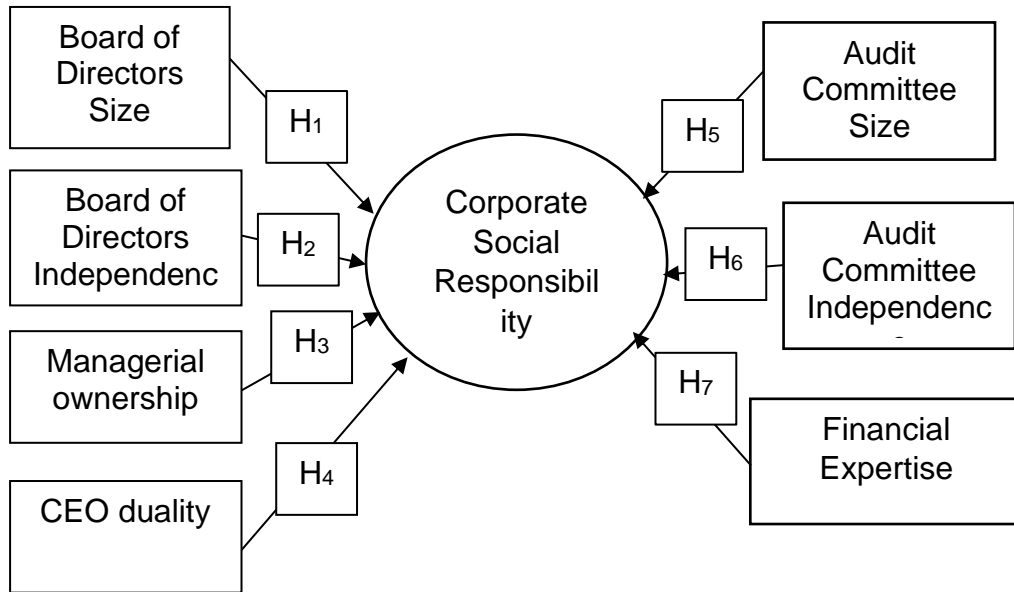 Board of
Directors
Size
H1
Board of
Directors
Independenc
H2
Managerial
ownership
H3
CEO duality
H4
Corporate
Social
Responsibil
ity
Audit
Committee
Size
H5
Audit
Committee
Independenc
H6
Financial
Expertise
H7